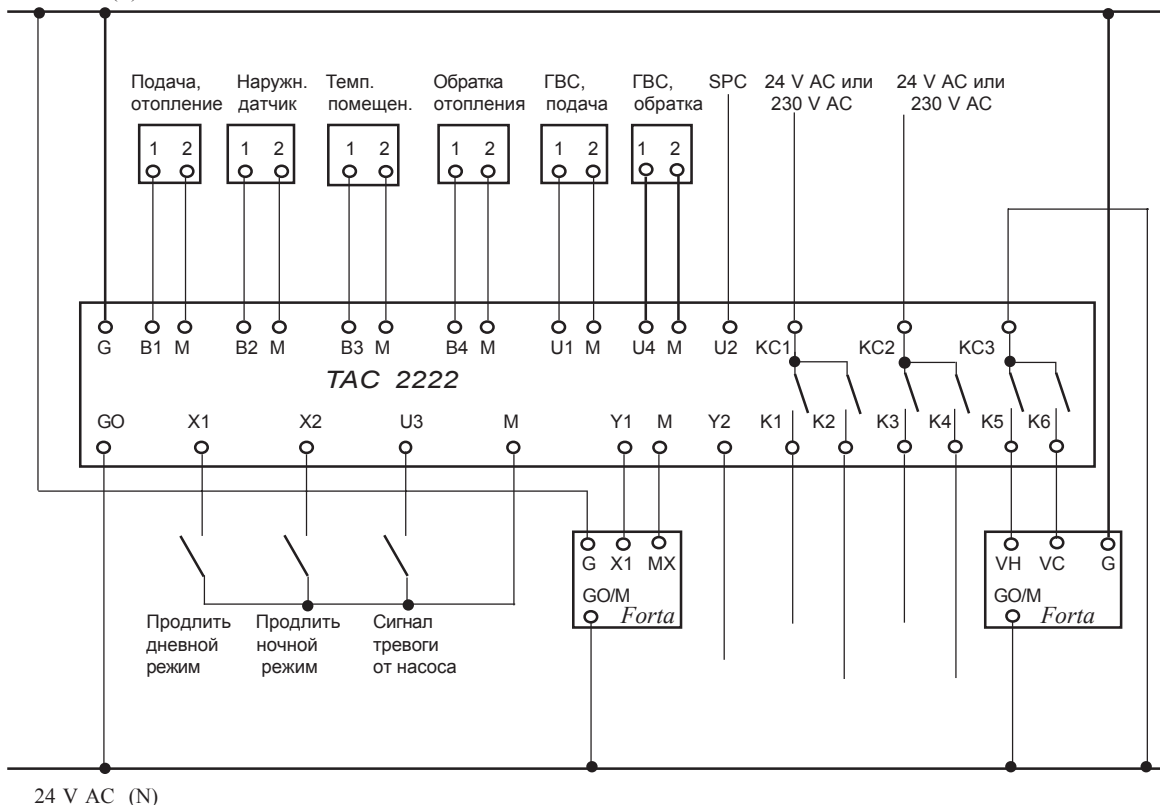 Подача, отопление
Наружн. датчик
Темп. помещен.
Обратка отопления
ГВС, подача
ГВС, обратка
SPC
24 V AC или 230 V AC
24 V AC или 230 V AC
1 2 1 2 1 2 1 2 1 2 1 2
G B1 M B2 M B3 M B4 M U1 M U4 M U2 KC1 KC2 KC3
TAC 2222
GO X1 X2 U3 M Y1 M Y2 K1 K2 K3 K4 K5 K6
G X1 MX
GO/M
Forta
VH VC G
GO/M
Forta
Продлить дневной режим
Продлить ночной режим
Сигнал тревоги от насоса
24 V AC (N)